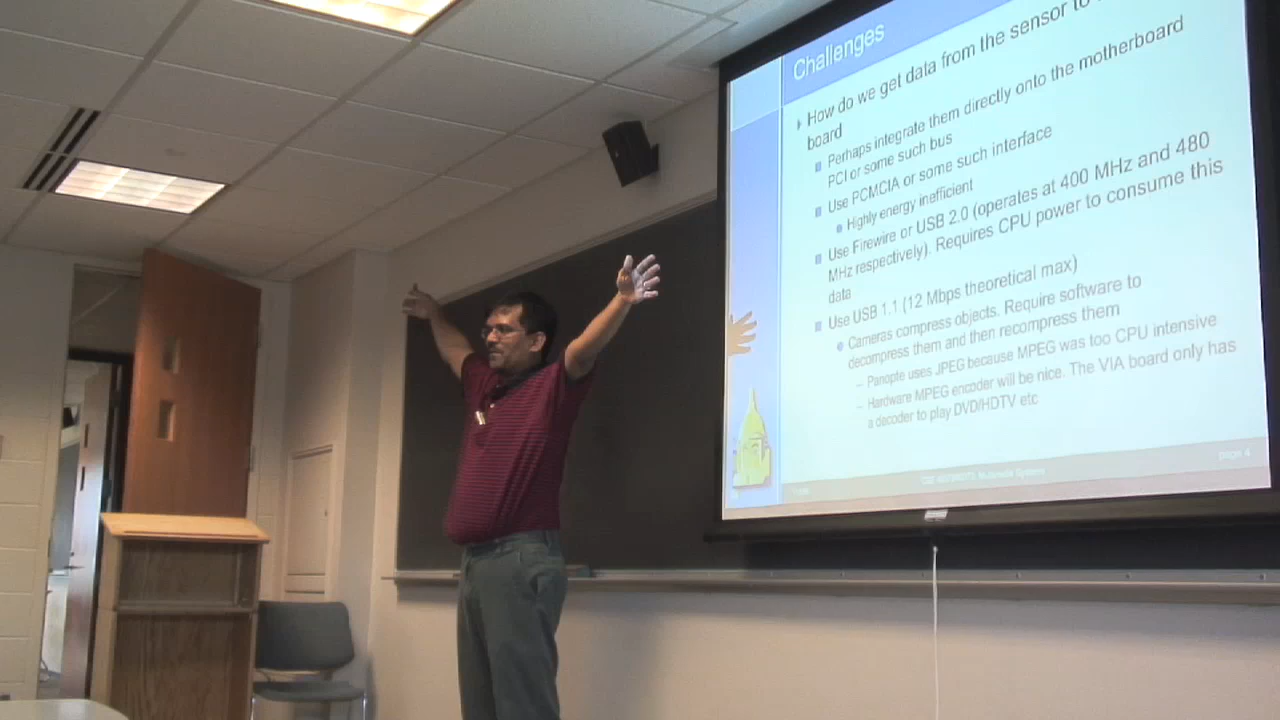 Challenges
How do we get data from the sensor to
board
Perhaps integrate them directly onto the motherboard
PCI or some such bus
Use PCMCIA or some such interface
Highly energy inefficient
Use Firewire or USB 2.0 (operates at 400 MHz and 480
MHz respectively). Requires CPU power to consume this
data
Use USB 1.1 (12 Mbps theoretical max)
Cameras compress objects. Require software to
decompress them and then recompress them
– Panopte uses JPEG because MPEG was too CPU intensive
– Hardware MPEG encoder will be nice. The VIA board only has
a decoder to play DVD/HDTV etc
Multimedia Systems
page 4